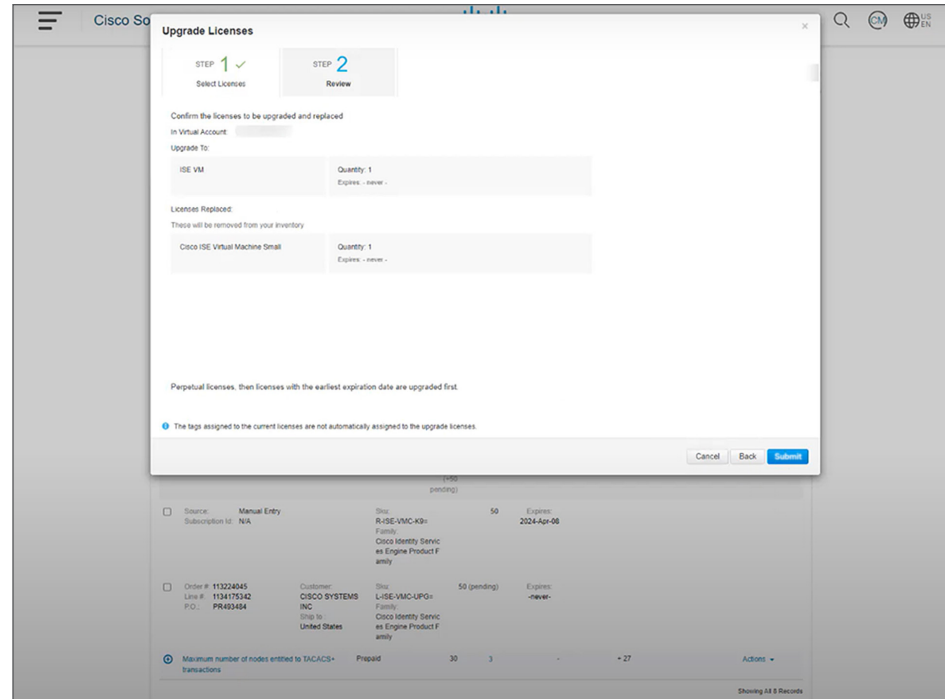 Cisco So
CM
US
EN
Upgrade Licenses
×
STEP 1 ✓
Select Licenses
STEP 2
Review
Confirm the licenses to be upgraded and replaced
In Virtual Account:
Upgrade To:
ISE VM
Quantity: 1
Expires: - never -
Licenses Replaced:
These will be removed from your inventory
Cisco ISE Virtual Machine Small
Quantity: 1
Expires: - never -
Perpetual licenses, then licenses with the earliest expiration date are upgraded first.
The tags assigned to the current licenses are not automatically assigned to the upgrade licenses.
Cancel
Back
Submit
(+50
pending)
Source: Manual Entry
Subscription Id: N/A
Sku:
R-ISE-VMC-K9=
Family:
Cisco Identity Servic
es Engine Product F
amily
50
Expires:
2024-Apr-08
Order #: 113224045
Line #: 1134175342
P.O.: PR493484
Customer:
CISCO SYSTEMS
INC
Ship to :
United States
Sku:
L-ISE-VMC-UPG=
Family:
Cisco Identity Servic
es Engine Product F
amily
50 (pending)
Expires:
-never-
Maximum number of nodes entitled to TACACS+
transactions
Prepaid
30
3
-
+ 27
Actions
Showing All 6 Records